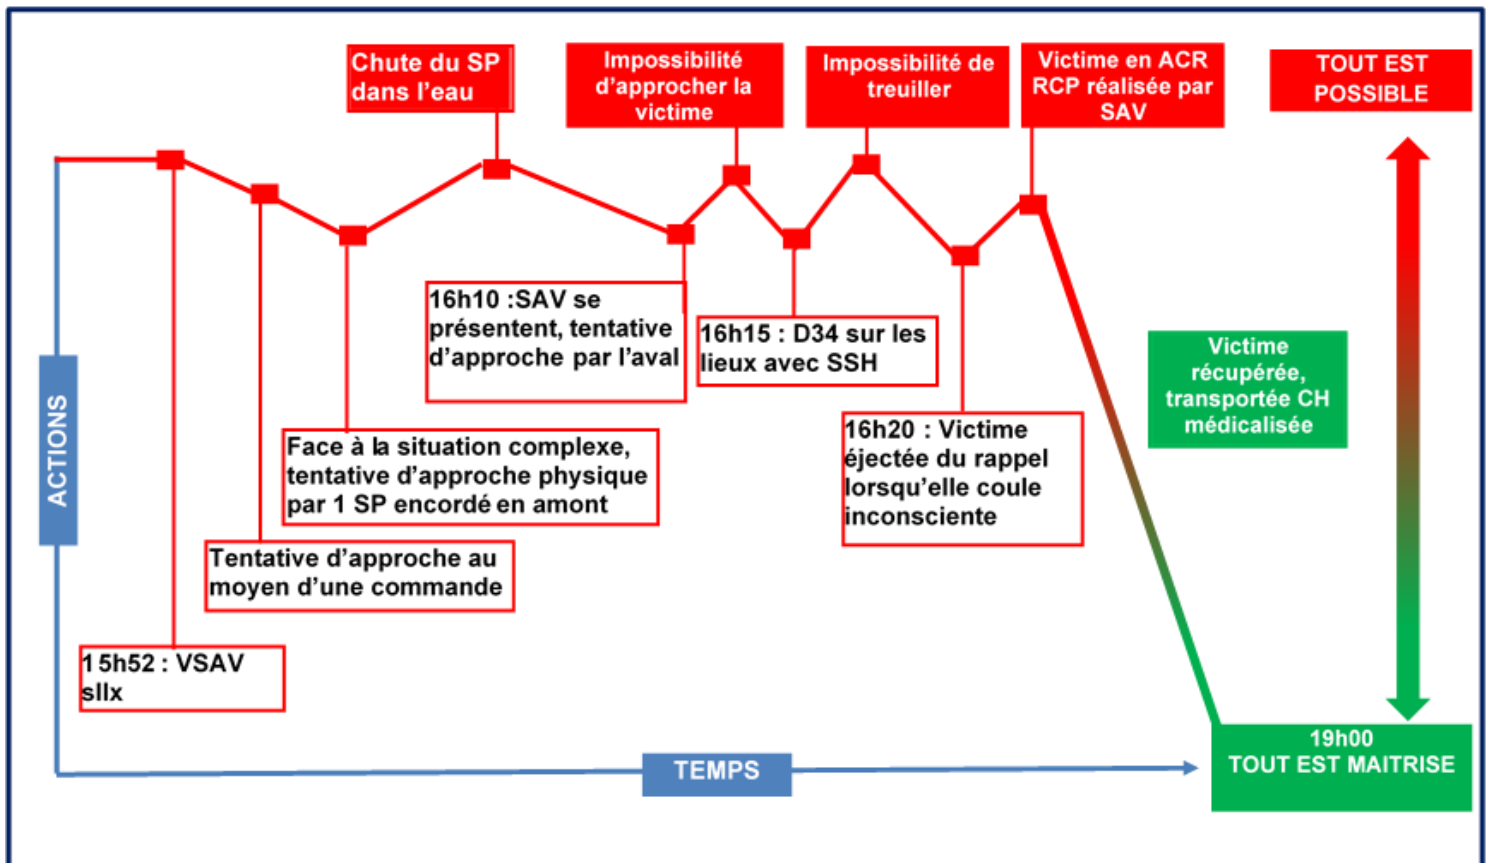 Chute du SP
dans l'eau
Impossibilité
d'approcher la
victime
Impossibilité de
treuiller
Victime en ACR
RCP réalisée par
SAV
TOUT EST
POSSIBLE
16h10 :SAV se
présentent, tentative
d'approche par l'aval
16h15 : D34 sur les
lieux avec SSH
Victime
récupérée,
transportée CH
médicalisée
ACTIONS
Face à la situation complexe,
tentative d'approche physique
par 1 SP encordé en amont
16h20 : Victime
éjectée du rappel
lorsqu'elle coule
inconsciente
Tentative d'approche au
moyen d'une commande
15h52 : VSAV
sllx
TEMPS
19h00
TOUT EST MAITRISE